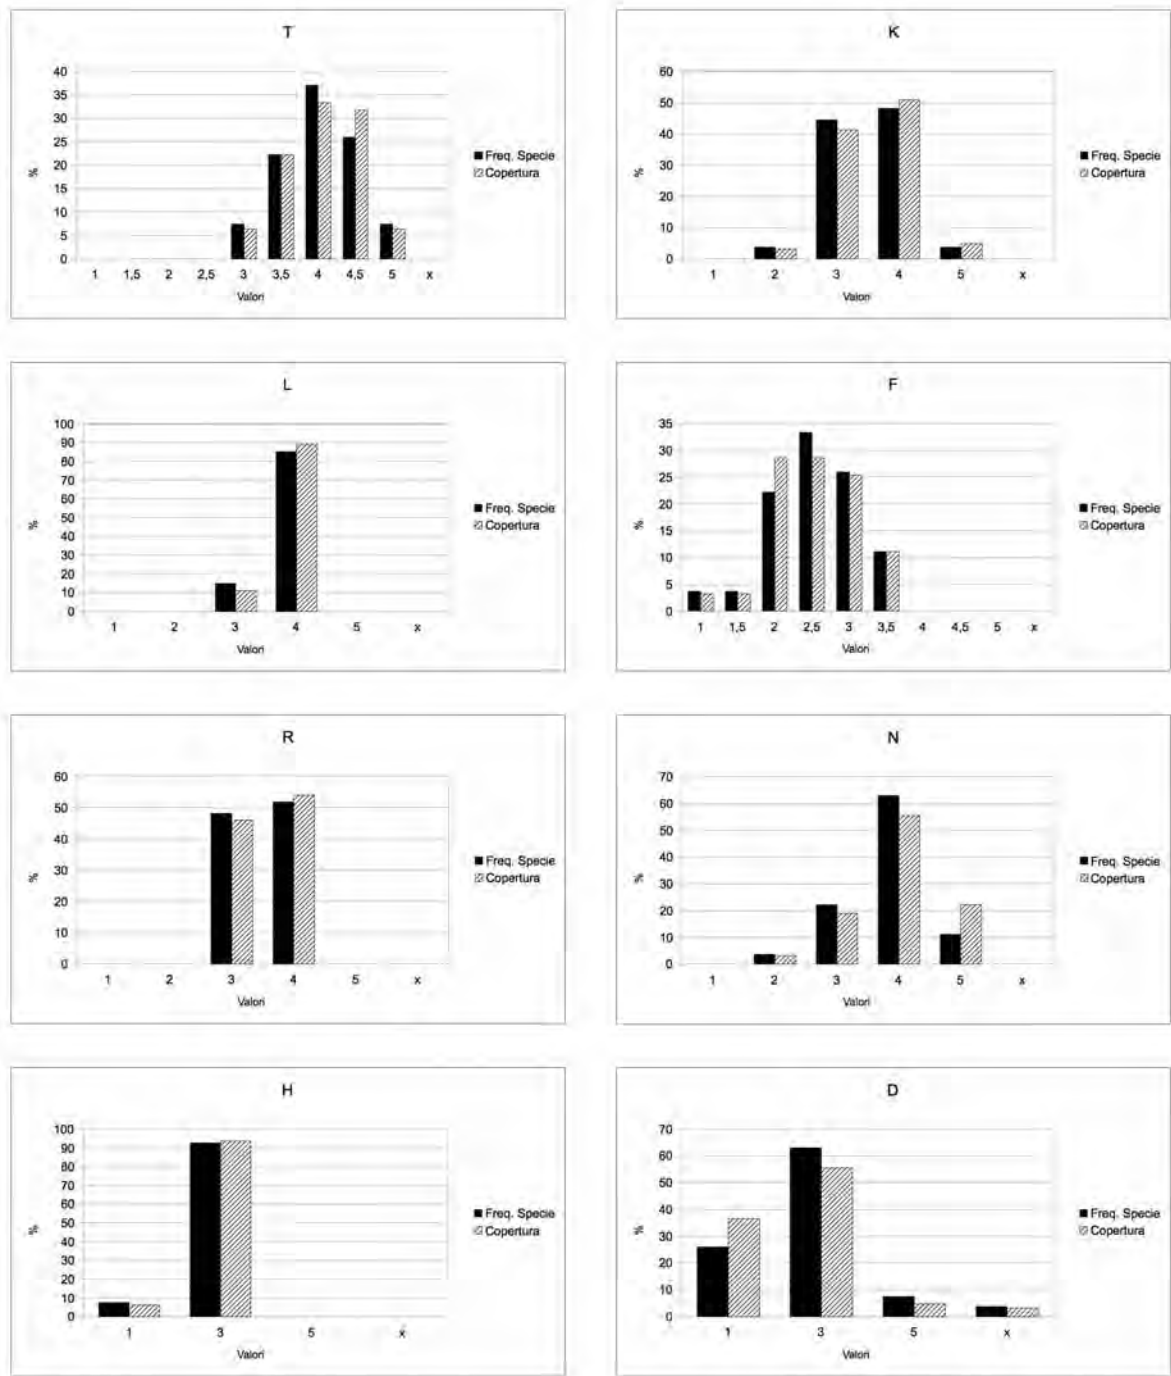 T
40
35
30
25
20
15
10
5
0
%
1 1,5 2 2,5 3 3,5 4 4,5 5 x
Valori
Freq. Specie
Copertura
K
60
50
40
30
20
10
0
%
1 2 3 4 5 x
Valori
Freq. Specie
Copertura
L
100
90
80
70
60
50
40
30
20
10
0
%
1 2 3 4 5 x
Valori
Freq. Specie
Copertura
F
35
30
25
20
15
10
5
0
%
1 1,5 2 2,5 3 3,5 4 4,5 5 x
Valori
Freq. Specie
Copertura
R
60
50
40
30
20
10
0
%
1 2 3 4 5 x
Valori
Freq. Specie
Copertura
N
70
60
50
40
30
20
10
0
%
1 2 3 4 5 x
Valori
Freq. Specie
Copertura
H
100
90
80
70
60
50
40
30
20
10
0
%
1 3 5 x
Valori
Freq. Specie
Copertura
D
70
60
50
40
30
20
10
0
%
1 3 5 x
Valori
Freq. Specie
Copertura